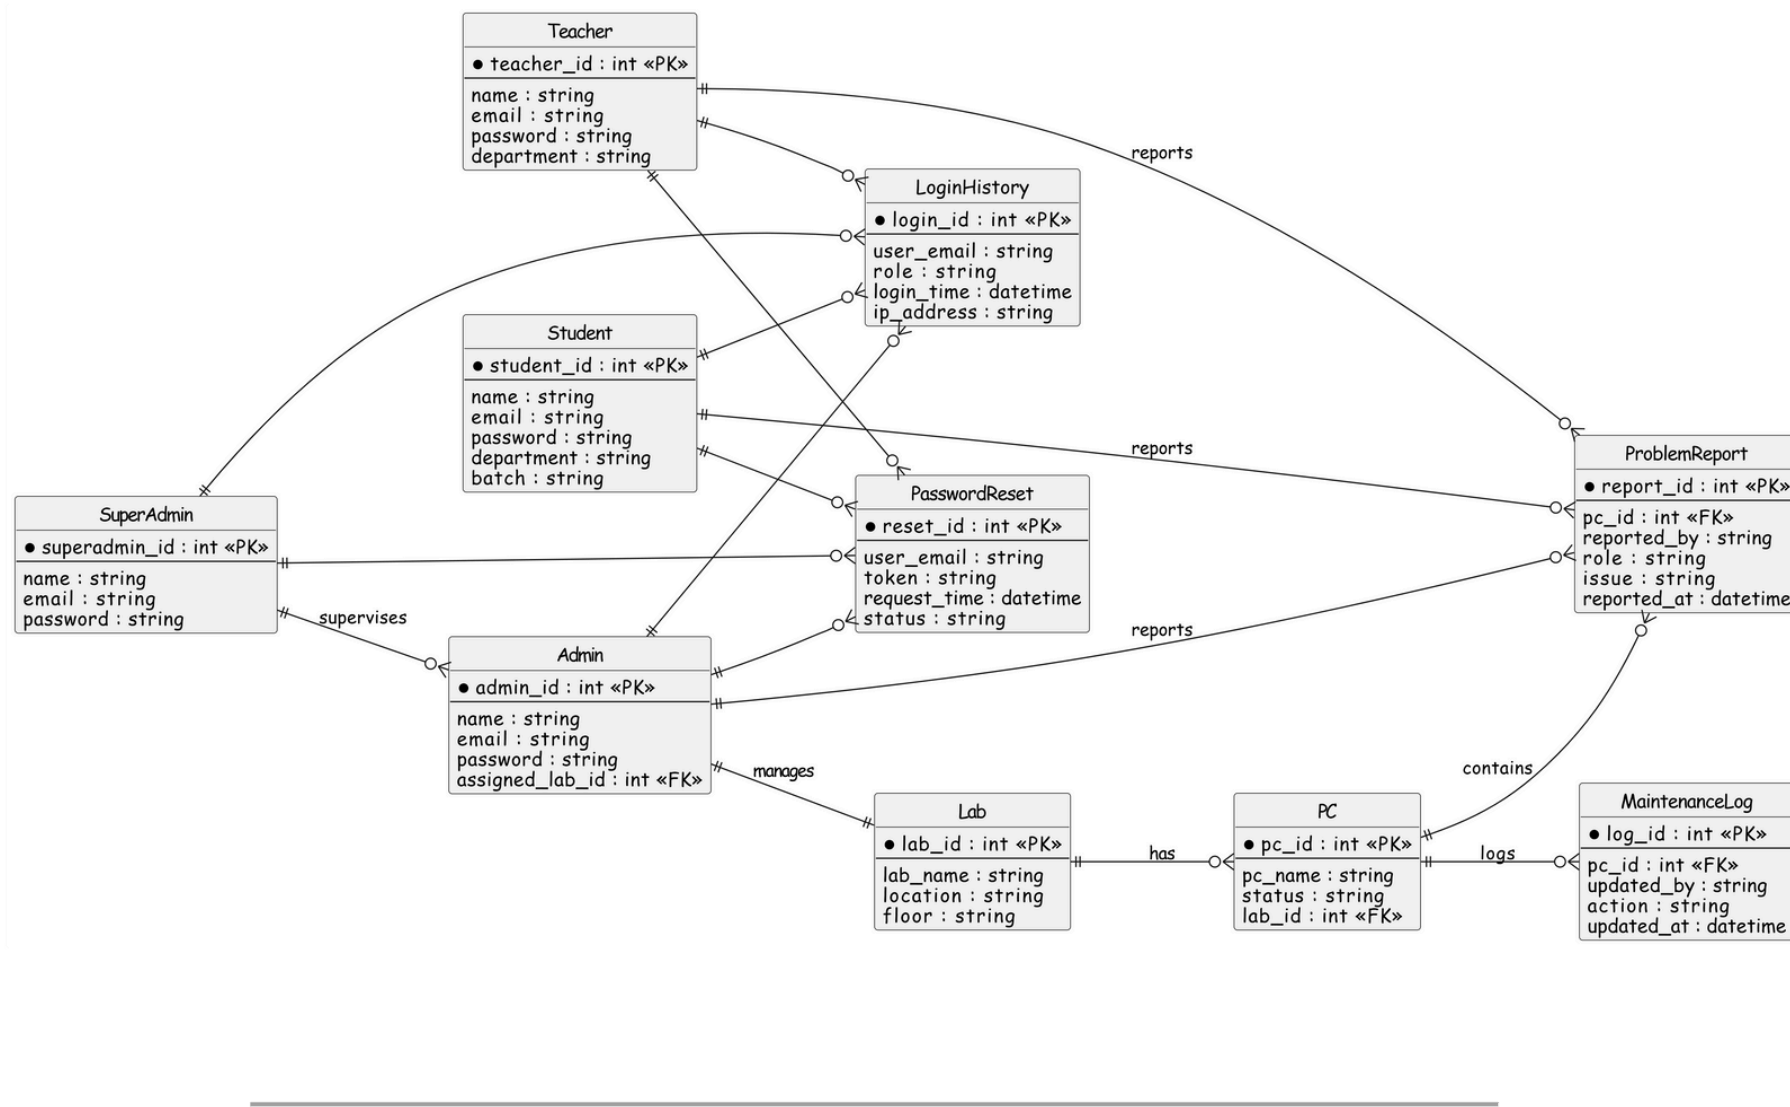 Teacher
teacher_id : int «PK»
name : string
email : string
password : string
department : string
reports
LoginHistory
login_id : int «PK»
user_email : string
role : string
login_time : datetime
ip_address : string
Student
student_id : int «PK»
name : string
email : string
password : string
department : string
batch : string
reports
ProblemReport
report_id : int «PK»
pc_id : int «FK»
reported_by : string
role : string
issue : string
reported_at : datetime
PasswordReset
reset_id : int «PK»
user_email : string
token : string
request_time : datetime
status : string
SuperAdmin
superadmin_id : int «PK»
name : string
email : string
password : string
supervises
reports
Admin
admin_id : int «PK»
name : string
email : string
password : string
assigned_lab_id : int «FK»
manages
contains
Lab
lab_id : int «PK»
lab_name : string
location : string
floor : string
has
PC
pc_id : int «PK»
pc_name : string
status : string
lab_id : int «FK»
logs
MaintenanceLog
log_id : int «PK»
pc_id : int «FK»
updated_by : string
action : string
updated_at : datetime